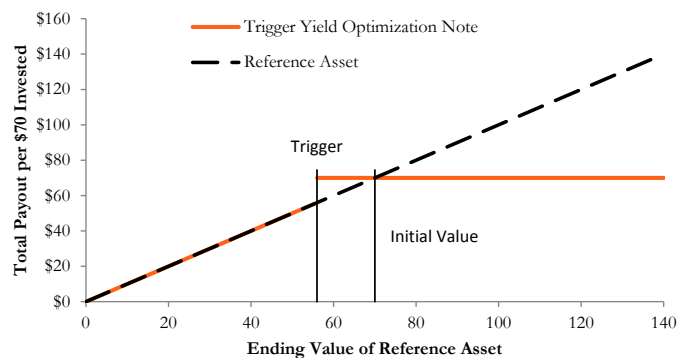 $160
$140
$120
$100
$80
$60
$40
$20
$0
Total Payout per $70 Invested
Trigger Yield Optimization Note
Reference Asset
Trigger
Initial Value
0 20 40 60 80 100 120 140
Ending Value of Reference Asset